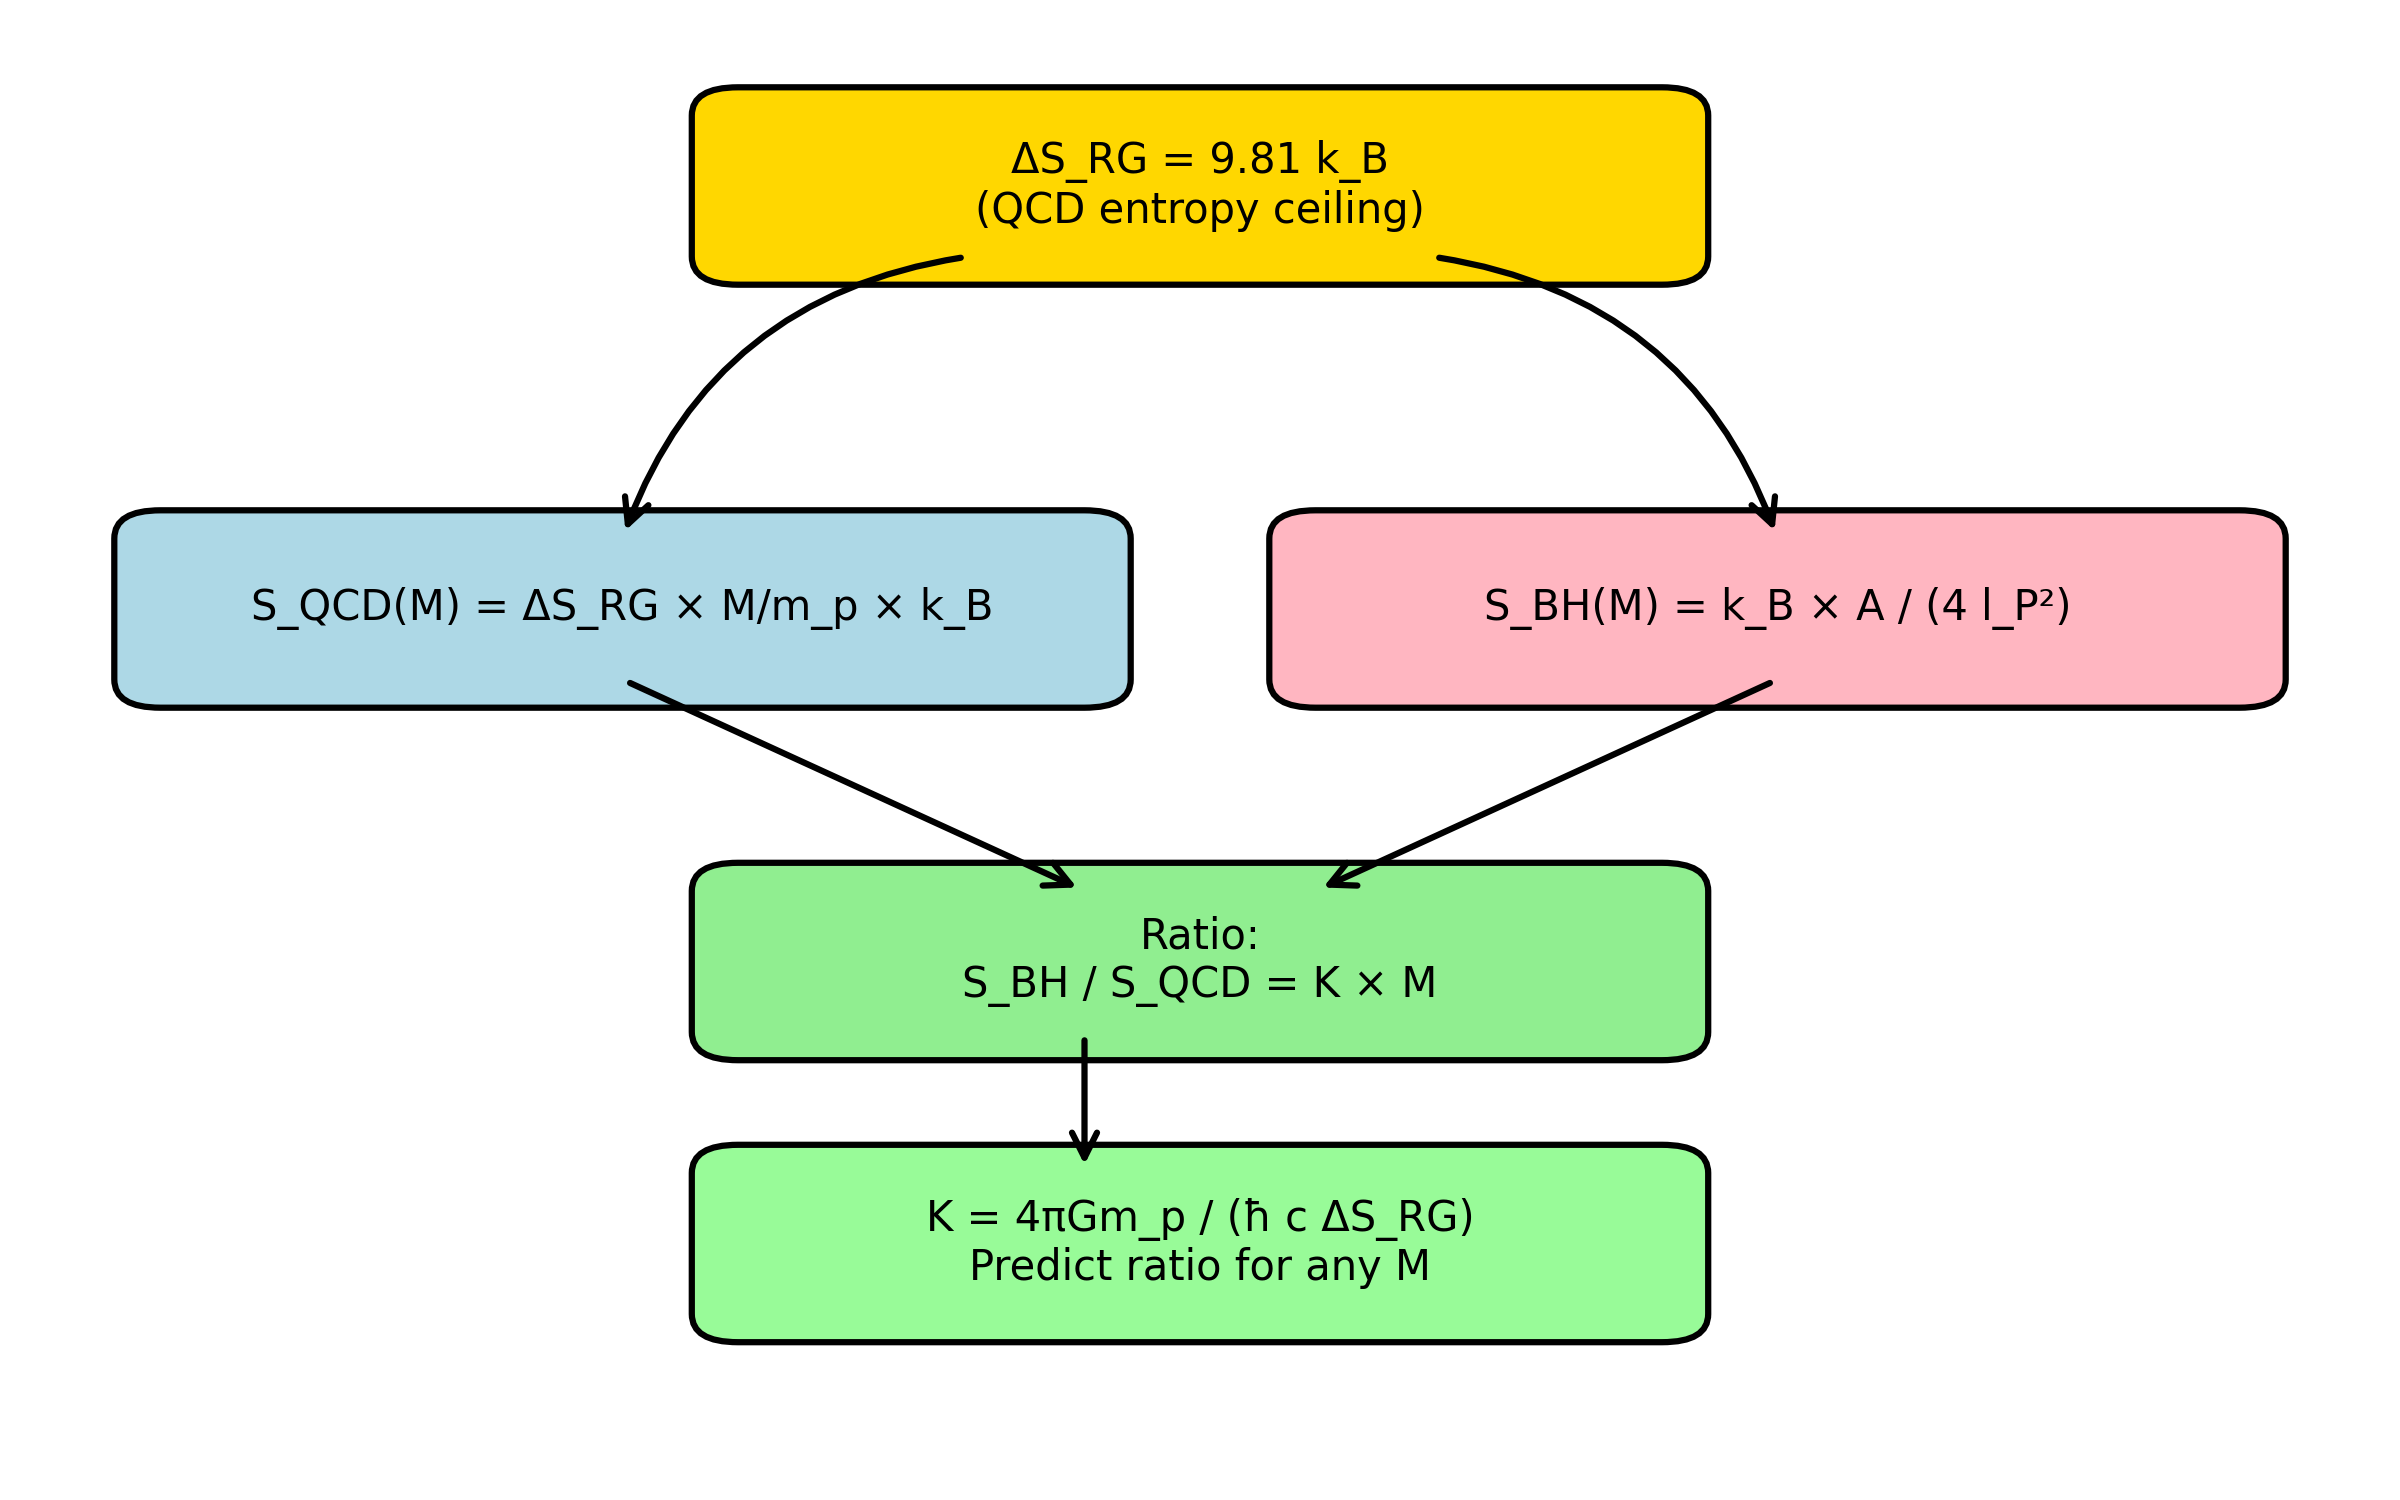 ΔS_RG = 9.81 k_B
(QCD entropy ceiling)
S_QCD(M) = ΔS_RG × M/m_p × k_B
S_BH(M) = k_B × A / (4 l_P²)
Ratio:
S_BH / S_QCD = K × M
K = 4πGm_p / (ħ c ΔS_RG)
Predict ratio for any M